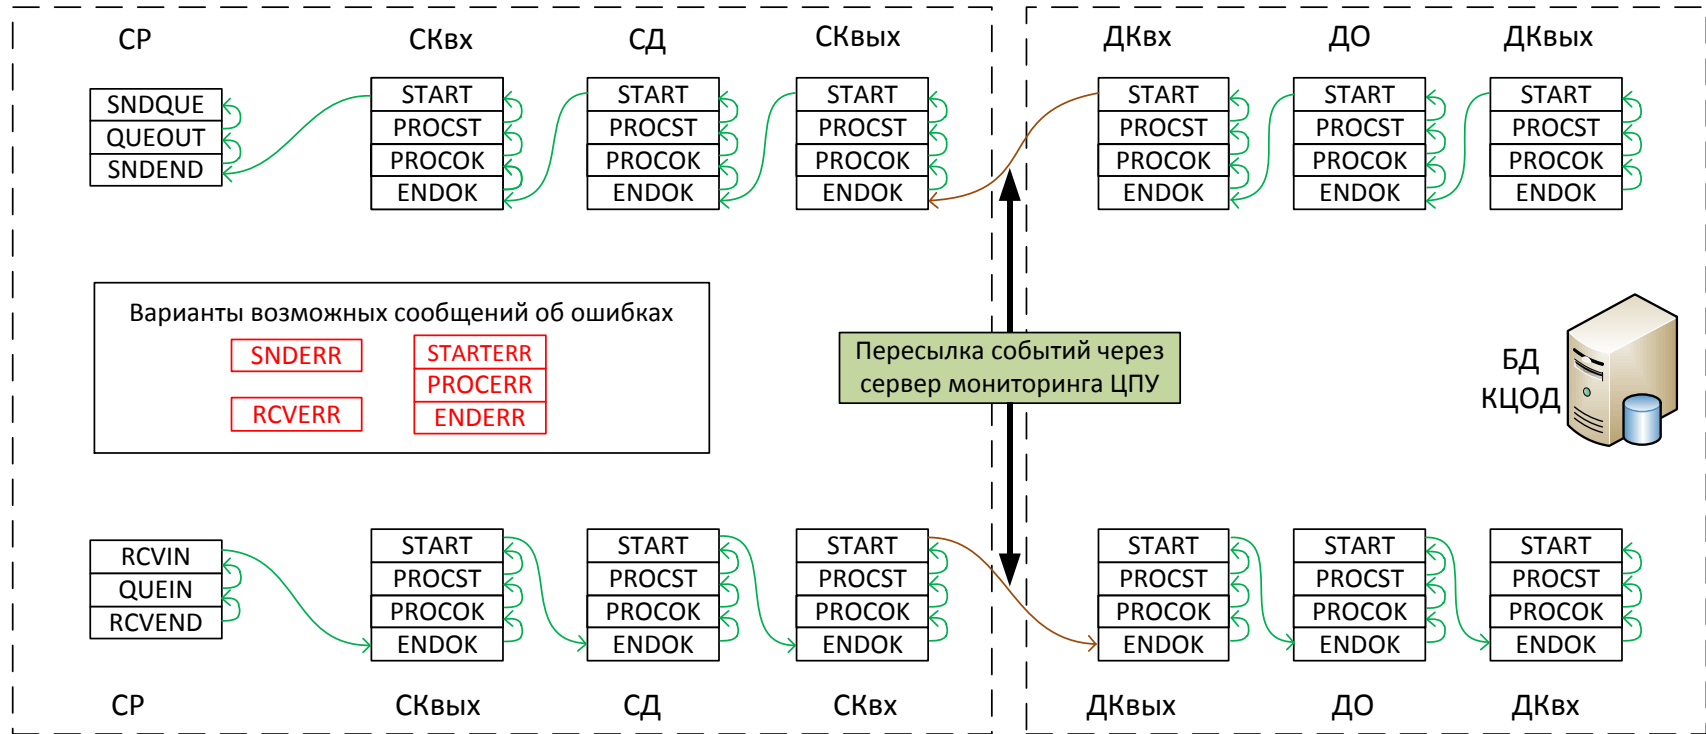 СР
СКвх
СД
СКвых
ДКвх
ДО
ДКвых
SNDQUE
QUEOUT
SNDEND
START
PROCST
PROCOK
ENDOK
START
PROCST
PROCOK
ENDOK
START
PROCST
PROCOK
ENDOK
START
PROCST
PROCOK
ENDOK
START
PROCST
PROCOK
ENDOK
START
PROCST
PROCOK
ENDOK
Варианты возможных сообщений об ошибках
SNDERR
RCVERR
STARTERR
PROCERR
ENDERR
Пересылка событий через
сервер мониторинга ЦПУ
БД
КЦОД
RCVIN
QUEIN
RCVEND
START
PROCST
PROCOK
ENDOK
START
PROCST
PROCOK
ENDOK
START
PROCST
PROCOK
ENDOK
START
PROCST
PROCOK
ENDOK
START
PROCST
PROCOK
ENDOK
START
PROCST
PROCOK
ENDOK
СР
СКвых
СД
СКвх
ДКвых
ДО
ДКвх